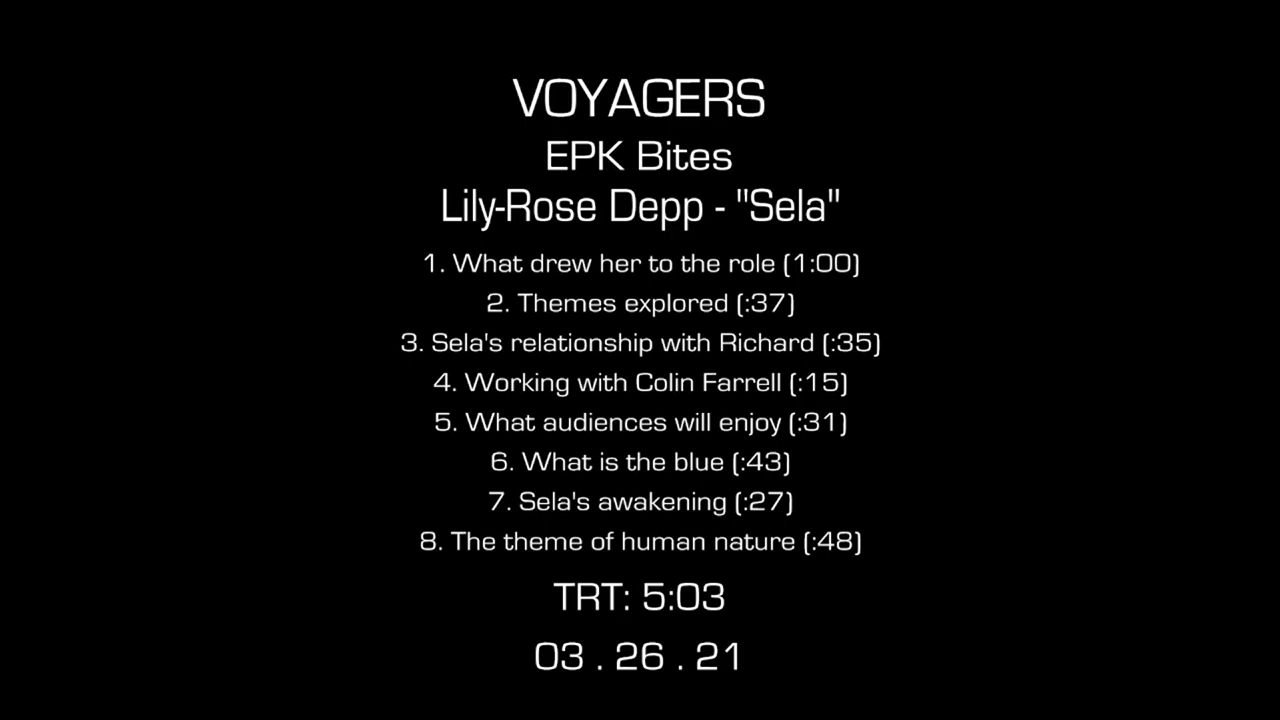 VOYAGERS
EPK Bites
Lily-Rose Depp - "Sela"
1. What drew her to the role (1:00)
2. Themes explored (:37)
3. Sela's relationship with Richard (:35)
4. Working with Colin Farrell (:15)
5. What audiences will enjoy (:31)
6. What is the blue (:43)
7. Sela's awakening (:27)
8. The theme of human nature (:48)
TRT: 5:03
03 . 26 . 21